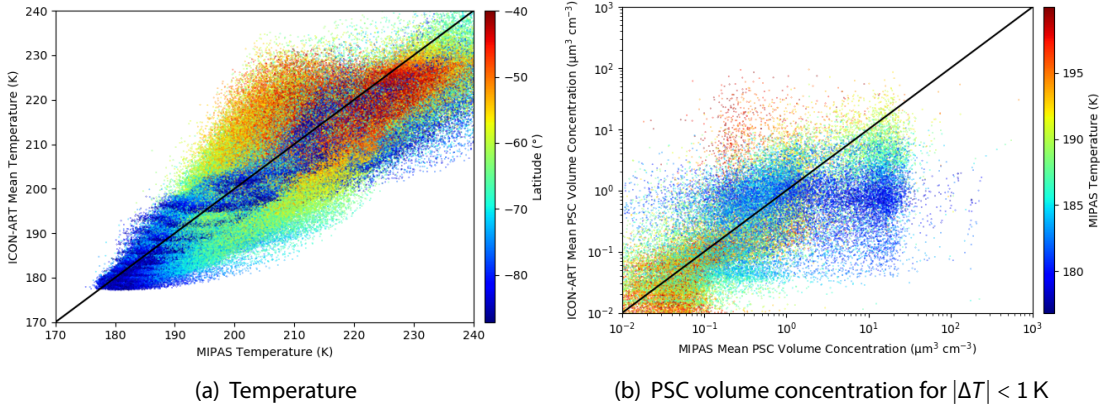 240
230
220
210
200
190
180
170
170 180 190 200 210 220 230 240
ICON-ART Mean Temperature (K)
MIPAS Temperature (K)
−40
−50
−60
−70
−80
Latitude (°)
(a) Temperature
10³
10²
10¹
10⁰
10⁻¹
10⁻²
10⁻² 10⁻¹ 10⁰ 10¹ 10² 10³
ICON-ART Mean PSC Volume Concentration (µm³ cm⁻³)
MIPAS Mean PSC Volume Concentration (µm³ cm⁻³)
195
190
185
180
MIPAS Temperature (K)
(b) PSC volume concentration for |ΔT| < 1 K